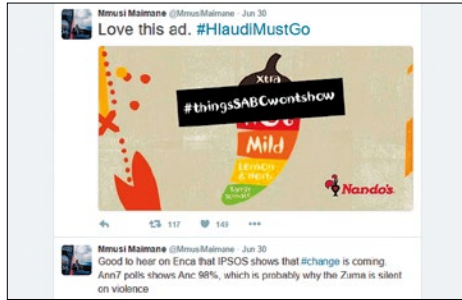 Mmusi Maimane @MmusiMaimane · Jun 30
Love this ad. #HlaudiMustGo
Xtra
#thingsSABCwontshow
HOT
Mild
Lemon
& Herb
Nando's
117 149
Mmusi Maimane @MmusiMaimane · Jun 30
Good to hear on Enca that IPSOS shows that #change is coming.
Ann7 polls shows Anc 98%, which is probably why the Zuma is silent
on violence